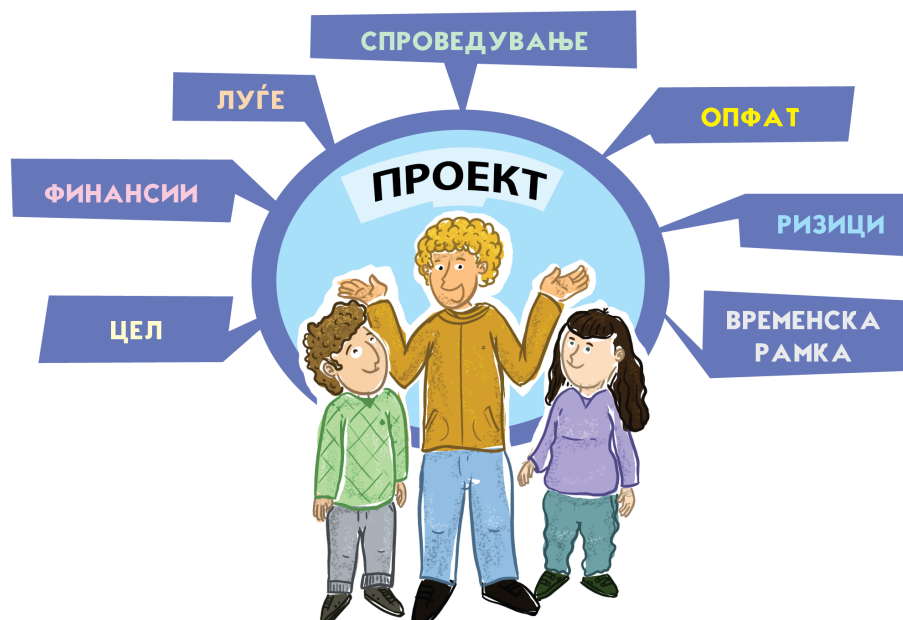 СПРОВЕДУВАЊЕ
ЛУЃЕ
ОПФАТ
ПРОЕКТ
ФИНАНСИИ
РИЗИЦИ
ЦЕЛ
ВРЕМЕНСКА
РАМКА